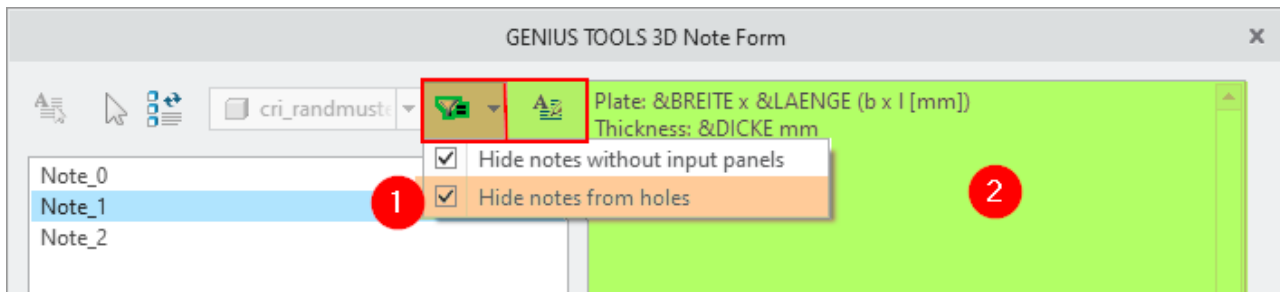 GENIUS TOOLS 3D Note Form
cri_randmuste
Plate: &BREITE x &LAENGE (b x l [mm])
Thickness: &DICKE mm
Hide notes without input panels
Hide notes from holes
Note_0
Note_1
Note_2
1
2